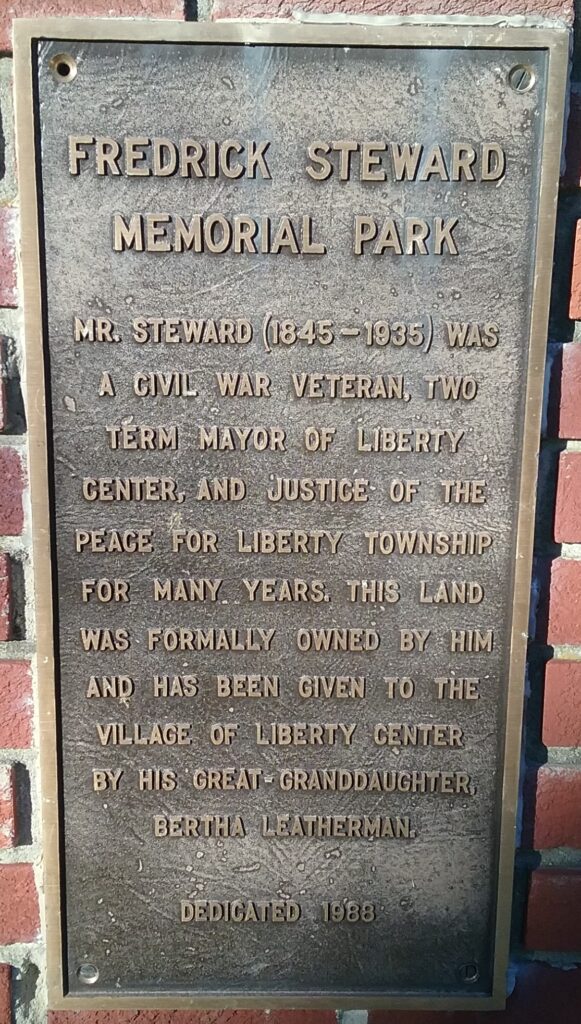 FREDRICK STEWARD
MEMORIAL PARK
MR. STEWARD (1845-1935) WAS
A CIVIL WAR VETERAN, TWO
TERM MAYOR OF LIBERTY
CENTER, AND JUSTICE OF THE
PEACE FOR LIBERTY TOWNSHIP
FOR MANY YEARS. THIS LAND
WAS FORMALLY OWNED BY HIM
AND HAS BEEN GIVEN TO THE
VILLAGE OF LIBERTY CENTER
BY HIS GREAT-GRANDDAUGHTER,
BERTHA LEATHERMAN.
DEDICATED 1988